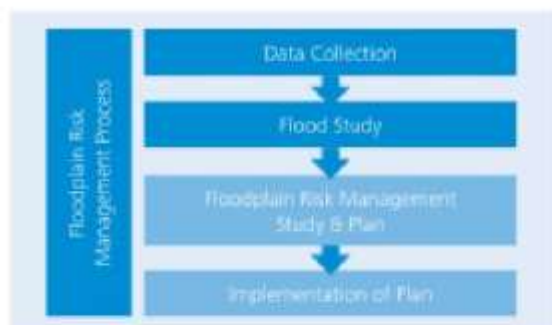 Floodplain Risk
Management Process
Data Collection
Flood Study
Floodplain Risk Management
Study & Plan
Implementation of Plan